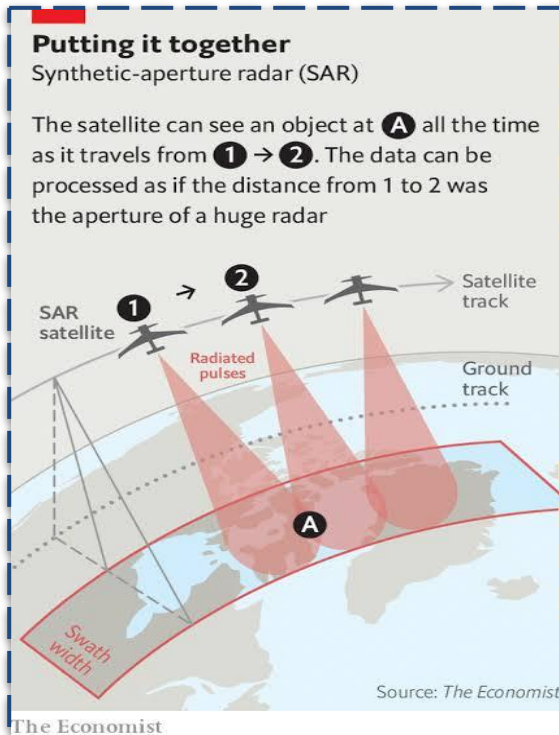 Putting it together
Synthetic-aperture radar (SAR)
The satellite can see an object at A all the time
as it travels from 1 → 2. The data can be
processed as if the distance from 1 to 2 was
the aperture of a huge radar
1 → 2
Satellite
track
SAR
satellite
Radiated
pulses
Ground
track
A
Swath
width
Source: The Economist
The Economist